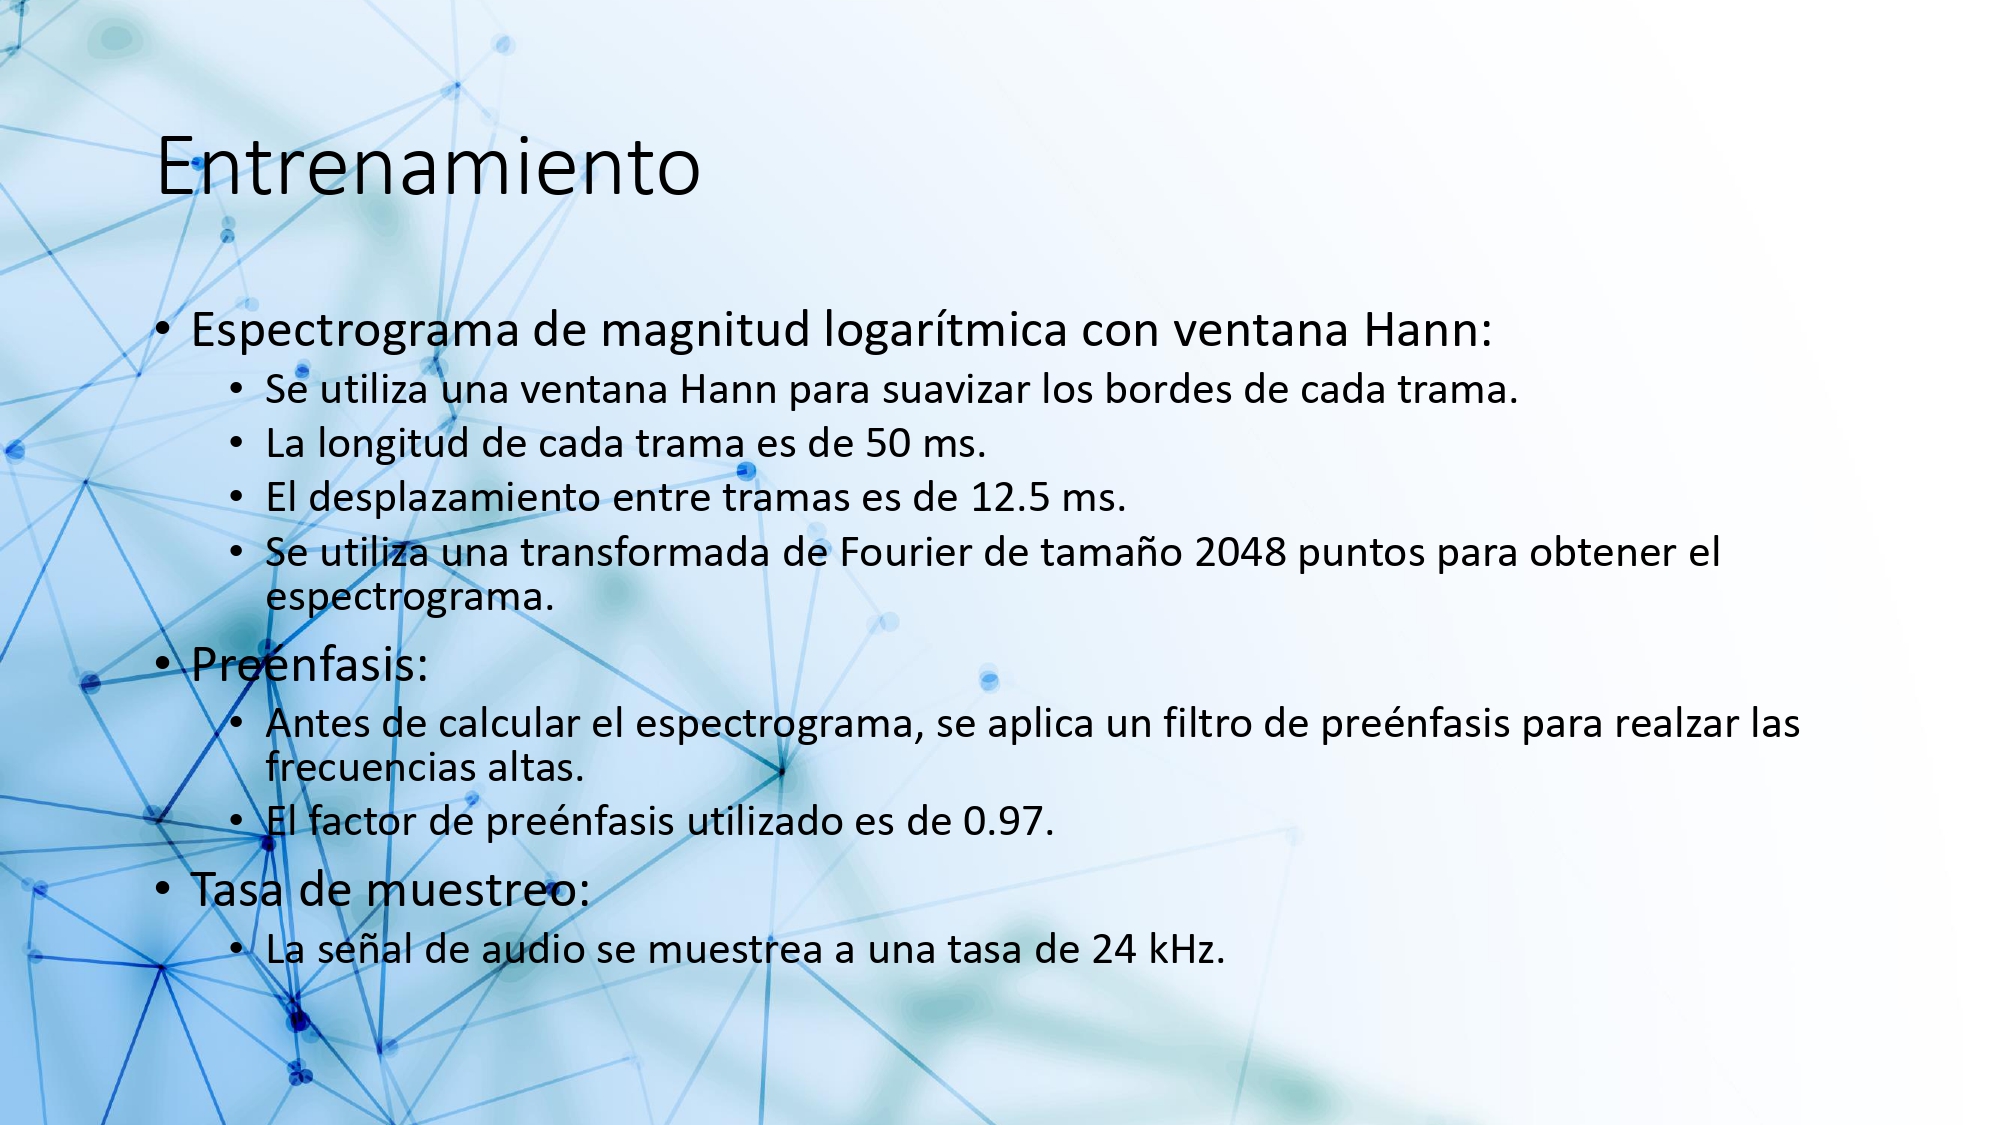 Entrenamiento
• Espectrograma de magnitud logarítmica con ventana Hann:
• Se utiliza una ventana Hann para suavizar los bordes de cada trama.
• La longitud de cada trama es de 50 ms.
• El desplazamiento entre tramas es de 12.5 ms.
• Se utiliza una transformada de Fourier de tamaño 2048 puntos para obtener el
espectrograma.
• Preénfasis:
• Antes de calcular el espectrograma, se aplica un filtro de preénfasis para realzar las
frecuencias altas.
• El factor de preénfasis utilizado es de 0.97.
• Tasa de muestreo:
• La señal de audio se muestrea a una tasa de 24 kHz.